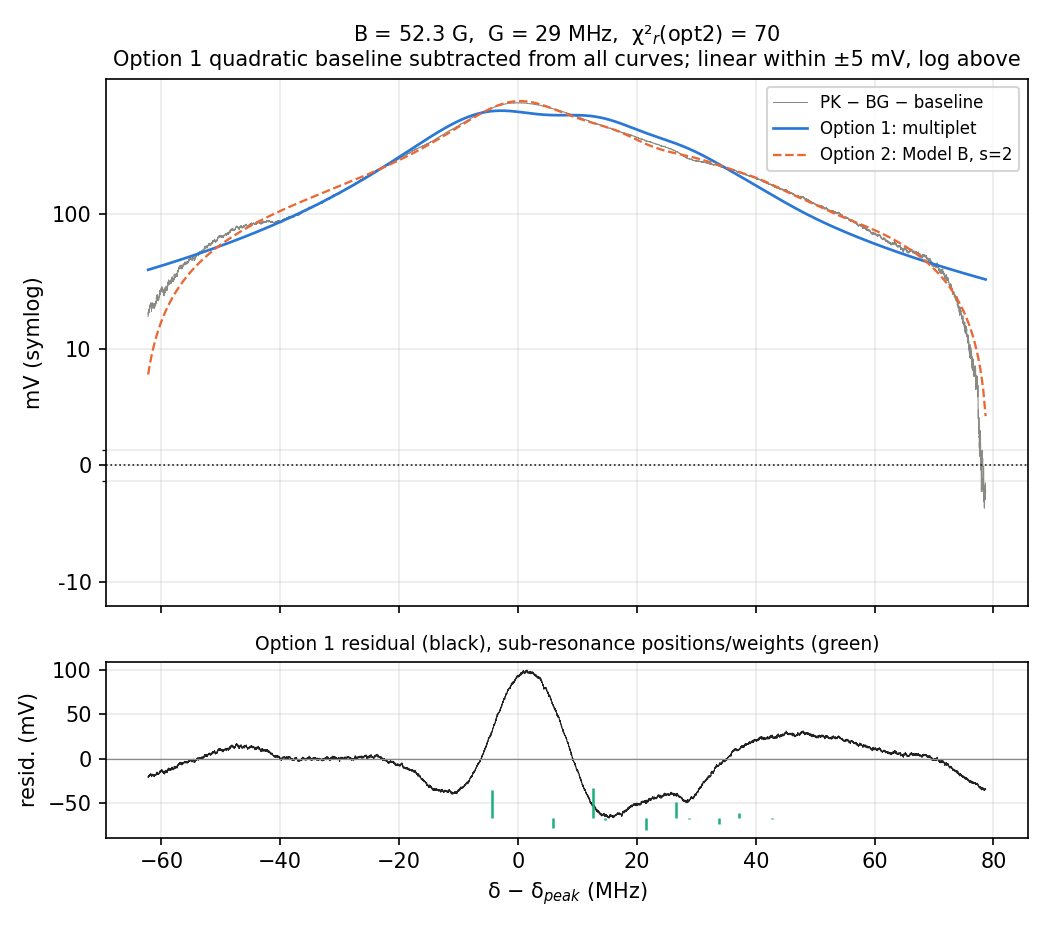 B = 52.3 G, G = 29 MHz, χ²ᵣ(opt2) = 70
Option 1 quadratic baseline subtracted from all curves; linear within ±5 mV, log above
PK − BG − baseline
Option 1: multiplet
Option 2: Model B, s=2
mV (symlog)
100
10
0
-10
Option 1 residual (black), sub-resonance positions/weights (green)
resid. (mV)
100
50
0
−50
−60
−40
−20
0
20
40
60
80
δ − δpeak (MHz)